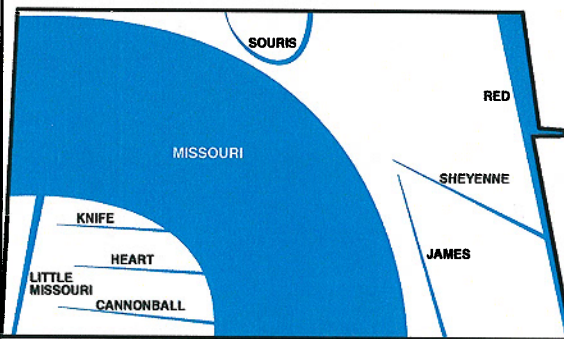 SOURIS
RED
MISSOURI
SHEYENNE
KNIFE
JAMES
HEART
LITTLE
MISSOURI
CANNONBALL